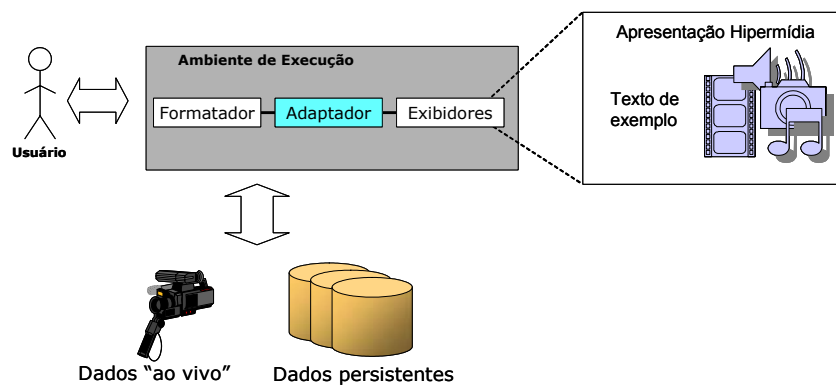 Apresentação Hipermídia
Ambiente de Execução
Formatador
Adaptador
Exibidores
Texto de
exemplo
Usuário
Dados “ao vivo”
Dados persistentes